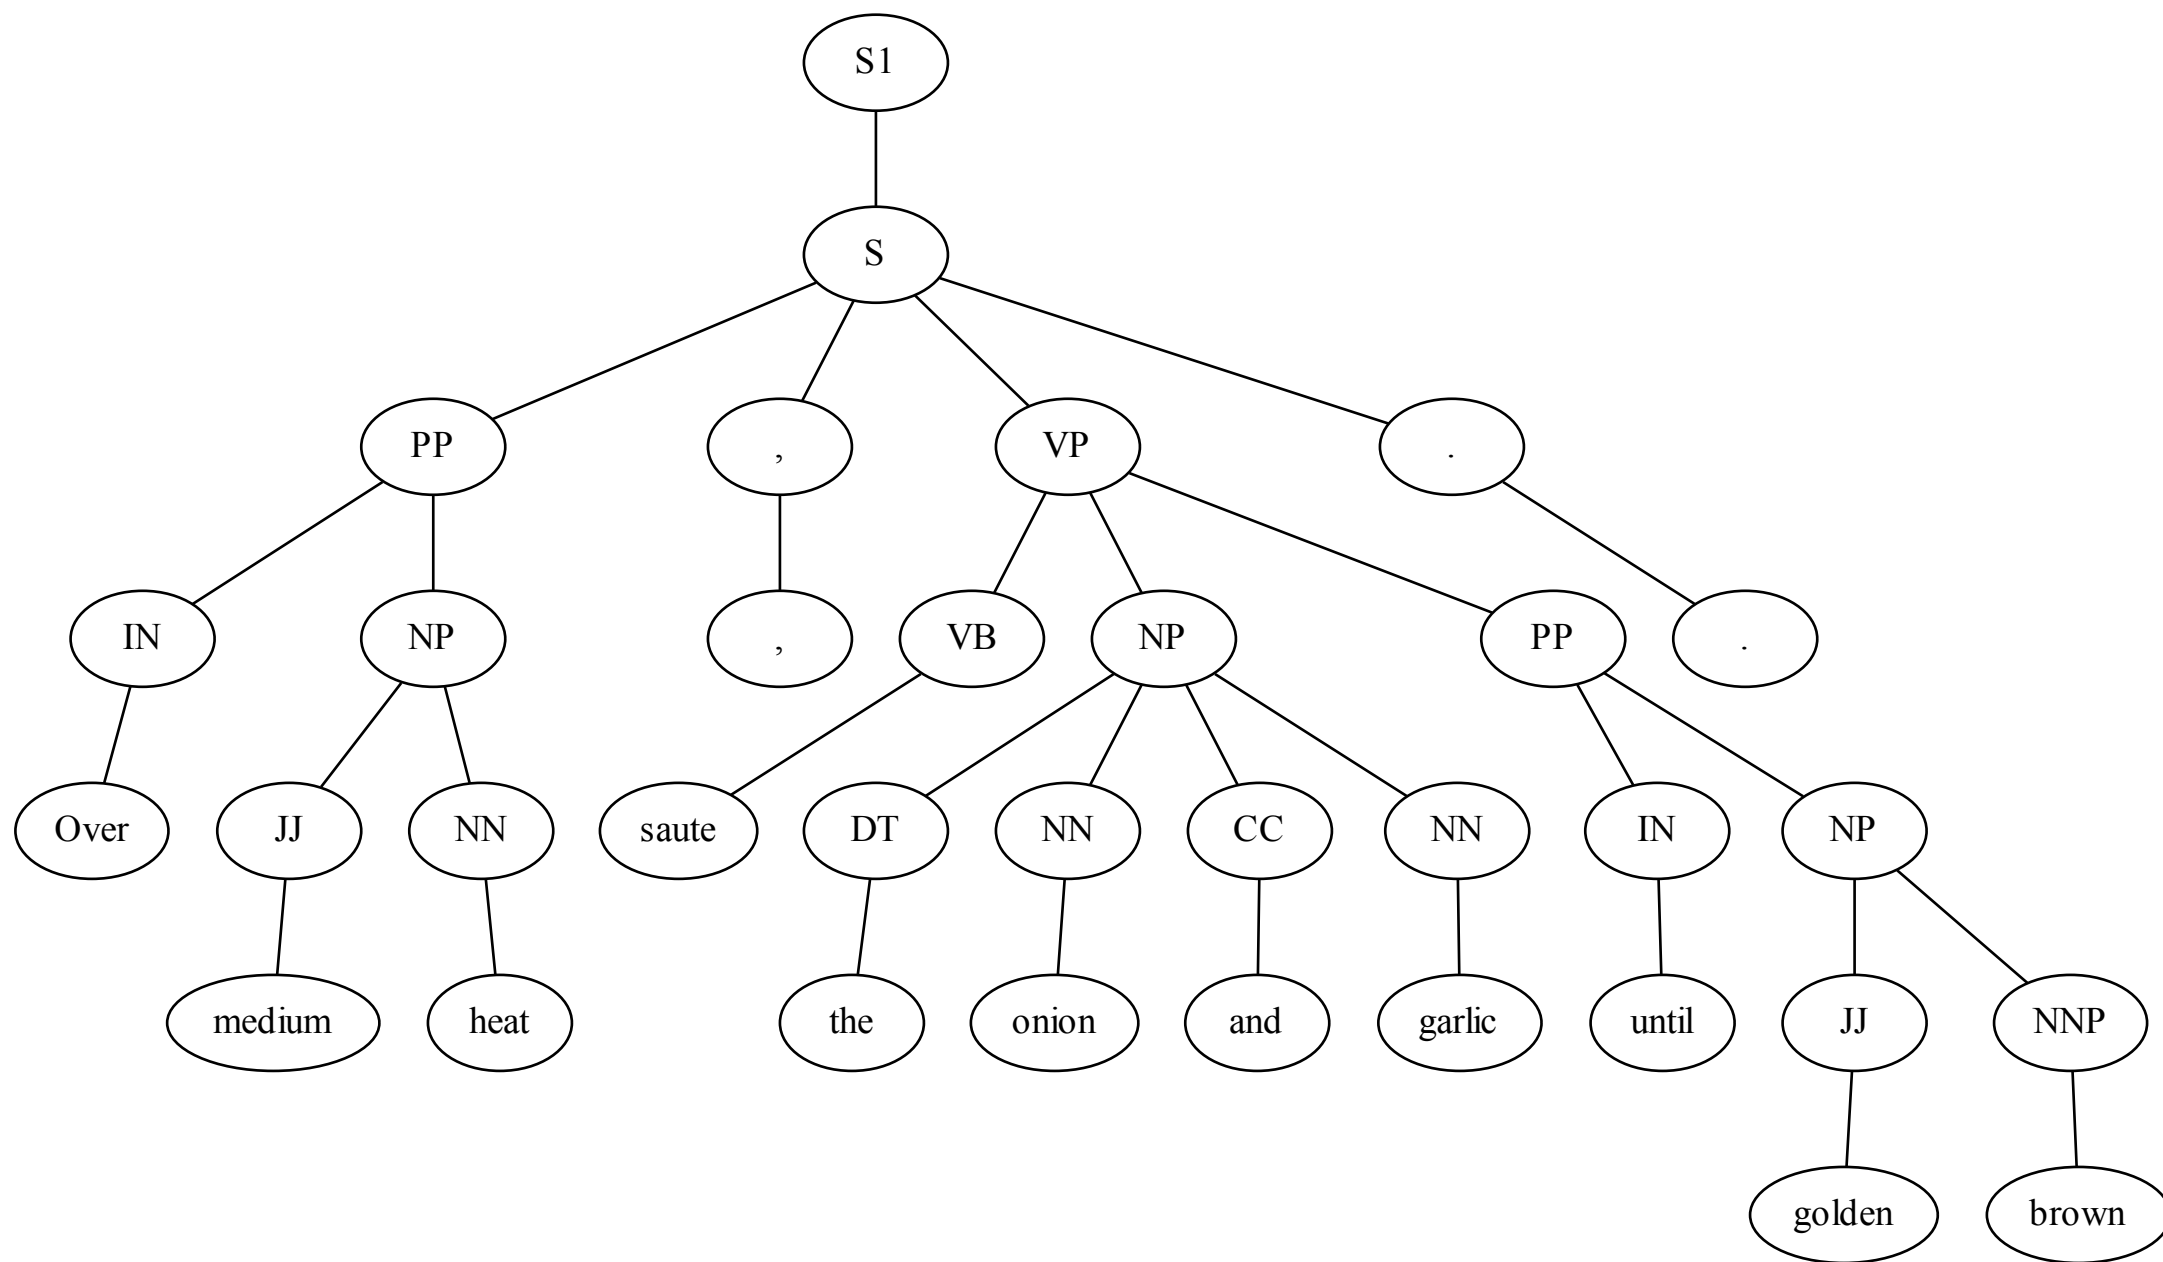 S1
S
PP , VP .
IN NP , VB NP PP .
Over JJ NN saute DT NN CC NN IN NP
medium heat the onion and garlic until JJ NNP
golden brown